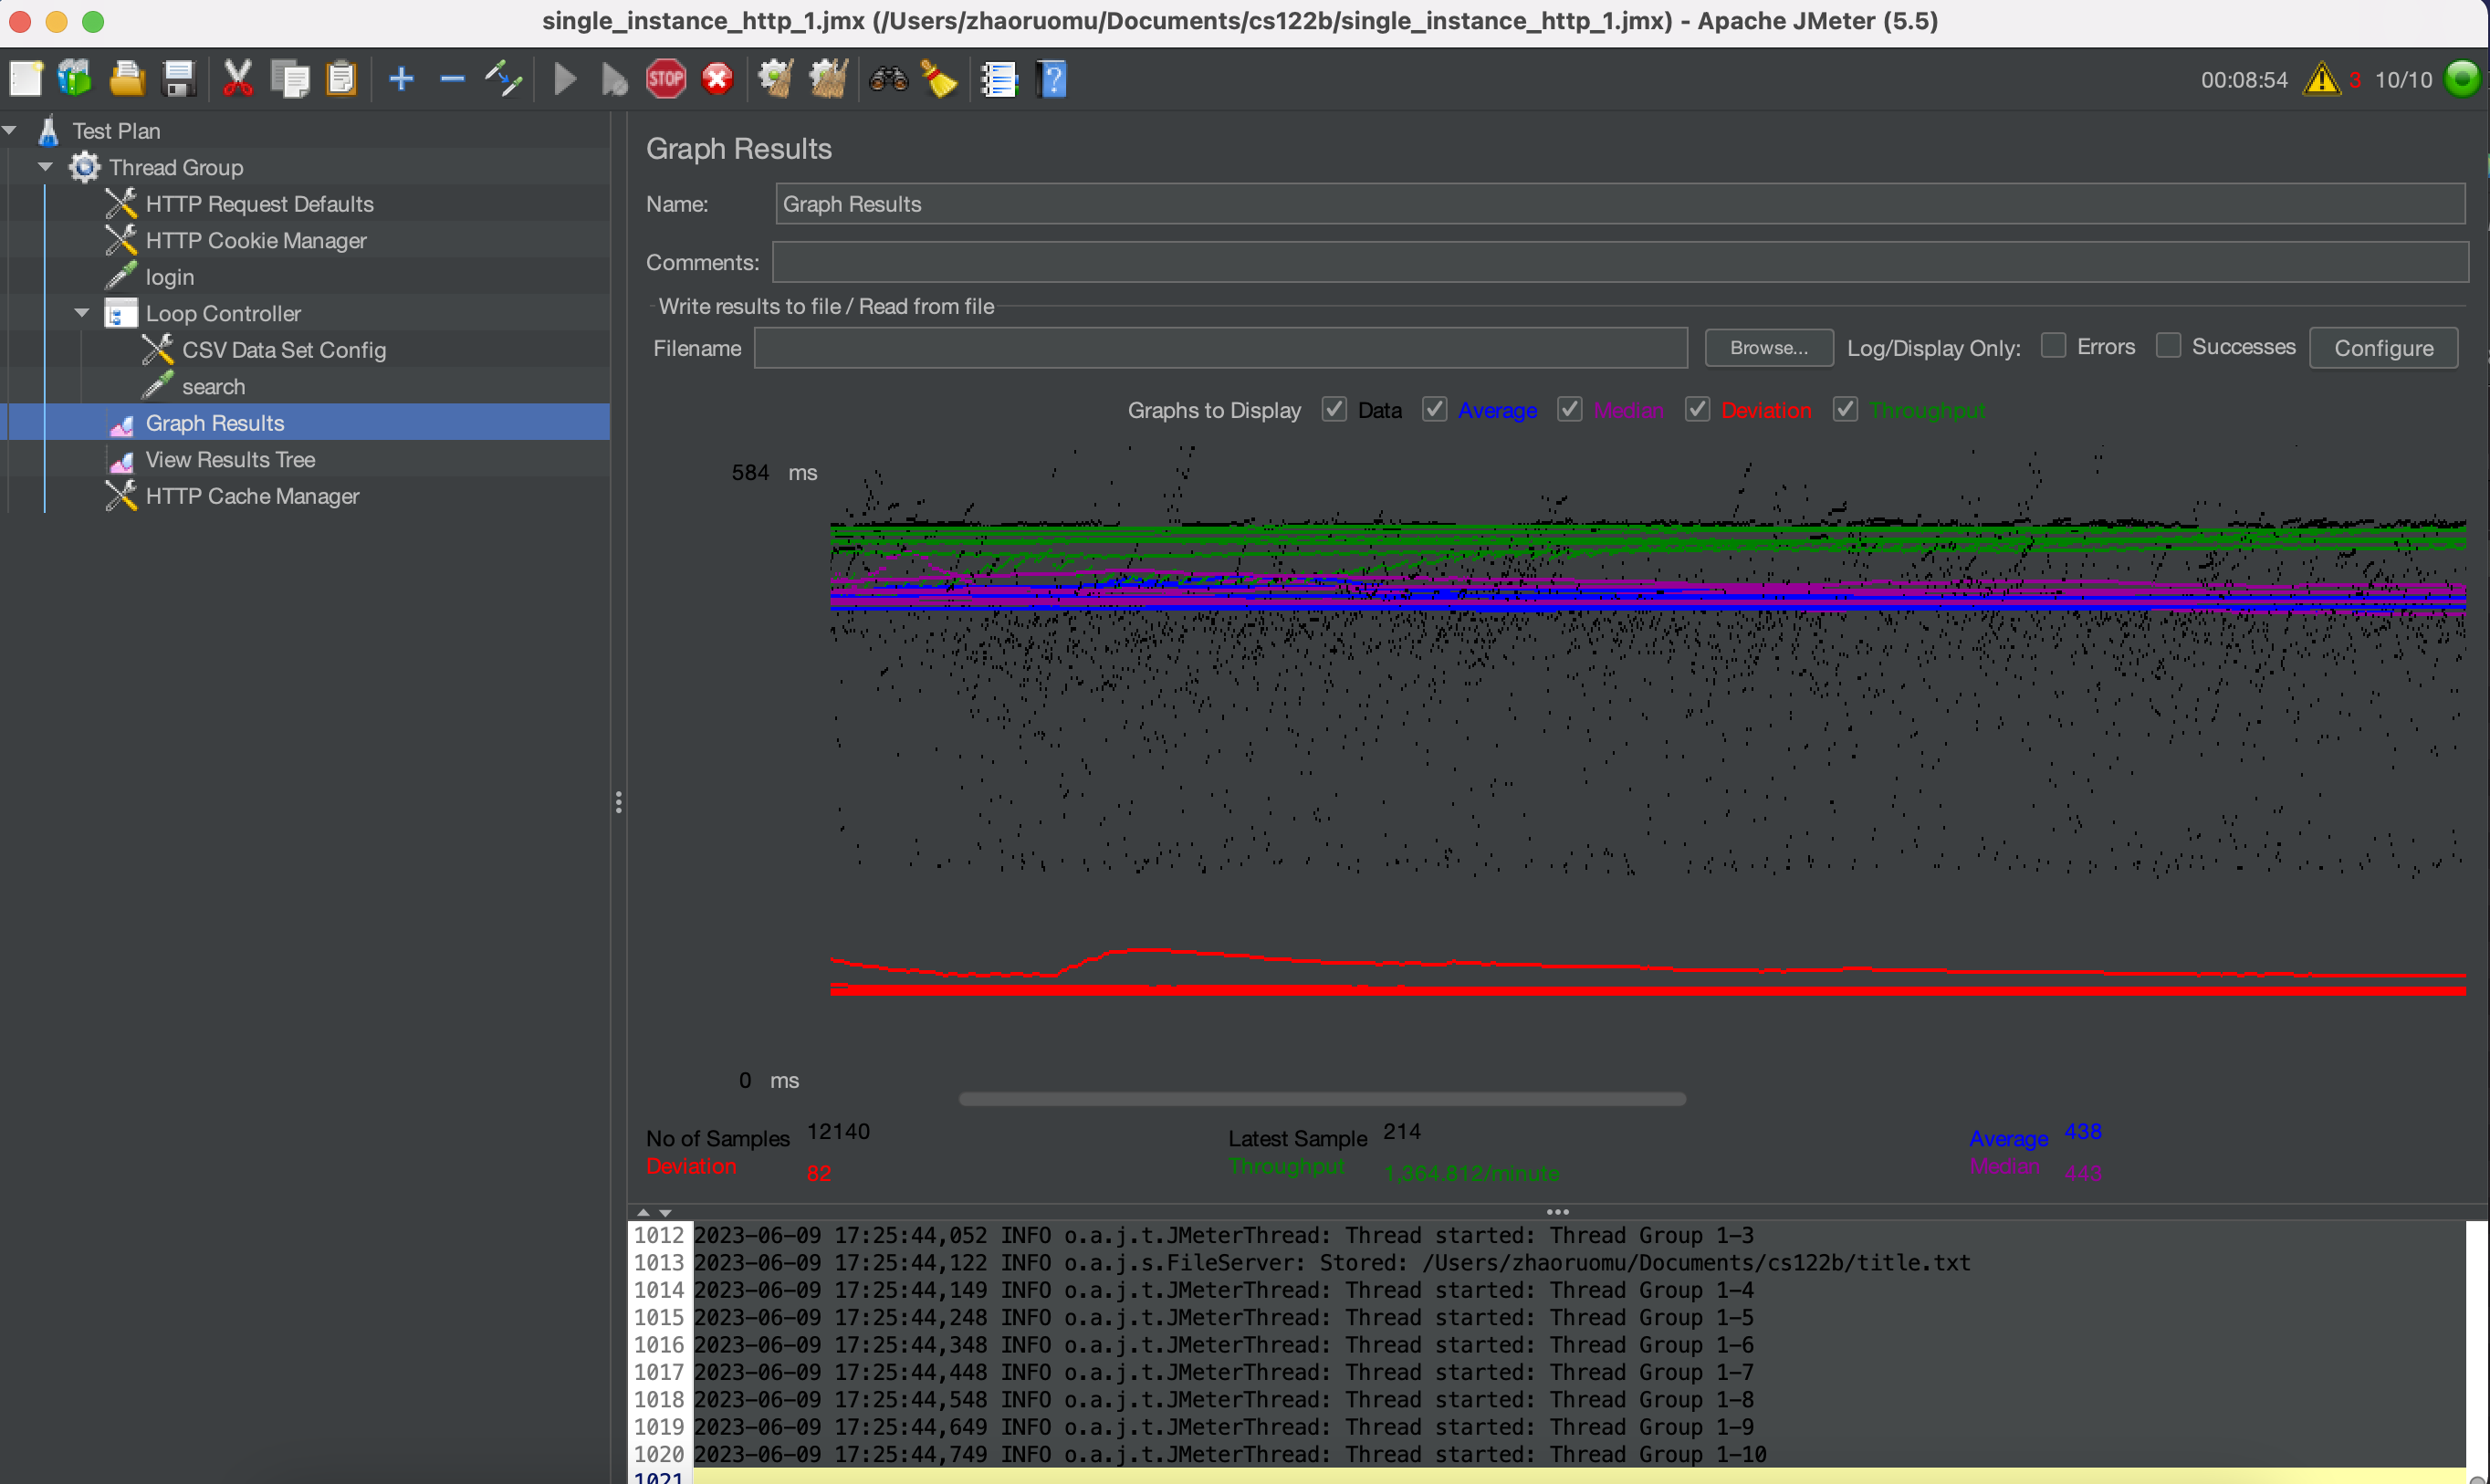 single_instance_http_1.jmx (/Users/zhaoruomu/Documents/cs122b/single_instance_http_1.jmx) - Apache JMeter (5.5)
STOP
?
00:08:54 3 10/10
Test Plan
Thread Group
HTTP Request Defaults
HTTP Cookie Manager
login
Loop Controller
CSV Data Set Config
search
Graph Results
View Results Tree
HTTP Cache Manager
Graph Results
Name: Graph Results
Comments:
Write results to file / Read from file
Filename Browse... Log/Display Only: Errors Successes Configure
Graphs to Display Data Average Median Deviation Throughput
584 ms
0 ms
No of Samples 12140 Latest Sample 214 Average 438
Deviation 82 Throughput 1,364.812/minute Median 443
1012 2023-06-09 17:25:44,052 INFO o.a.j.t.JMeterThread: Thread started: Thread Group 1-3
1013 2023-06-09 17:25:44,122 INFO o.a.j.s.FileServer: Stored: /Users/zhaoruomu/Documents/cs122b/title.txt
1014 2023-06-09 17:25:44,149 INFO o.a.j.t.JMeterThread: Thread started: Thread Group 1-4
1015 2023-06-09 17:25:44,248 INFO o.a.j.t.JMeterThread: Thread started: Thread Group 1-5
1016 2023-06-09 17:25:44,348 INFO o.a.j.t.JMeterThread: Thread started: Thread Group 1-6
1017 2023-06-09 17:25:44,448 INFO o.a.j.t.JMeterThread: Thread started: Thread Group 1-7
1018 2023-06-09 17:25:44,548 INFO o.a.j.t.JMeterThread: Thread started: Thread Group 1-8
1019 2023-06-09 17:25:44,649 INFO o.a.j.t.JMeterThread: Thread started: Thread Group 1-9
1020 2023-06-09 17:25:44,749 INFO o.a.j.t.JMeterThread: Thread started: Thread Group 1-10
1021